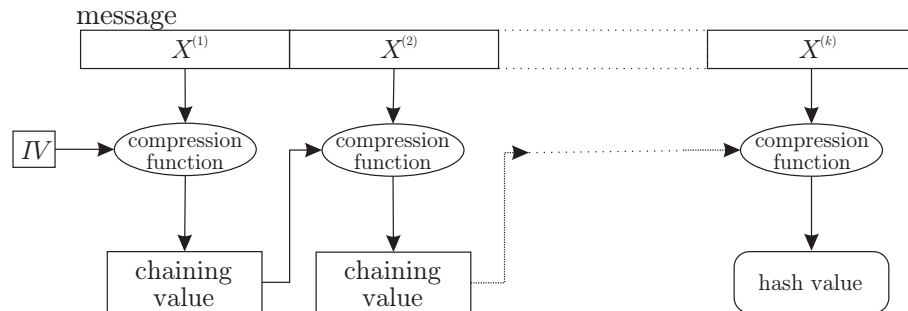 message
X^(1) X^(2) X^(k)
IV
compression
function
compression
function
compression
function
chaining
value
chaining
value
hash value